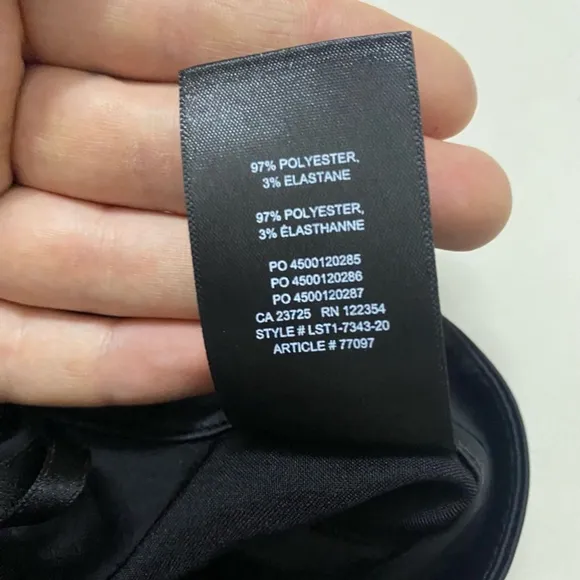 97% POLYESTER,
3% ELASTANE
97% POLYESTER,
3% ÉLASTHANNE
PO 4500120285
PO 4500120286
PO 4500120287
CA 23725 RN 122354
STYLE # LST1-7343-20
ARTICLE # 77097